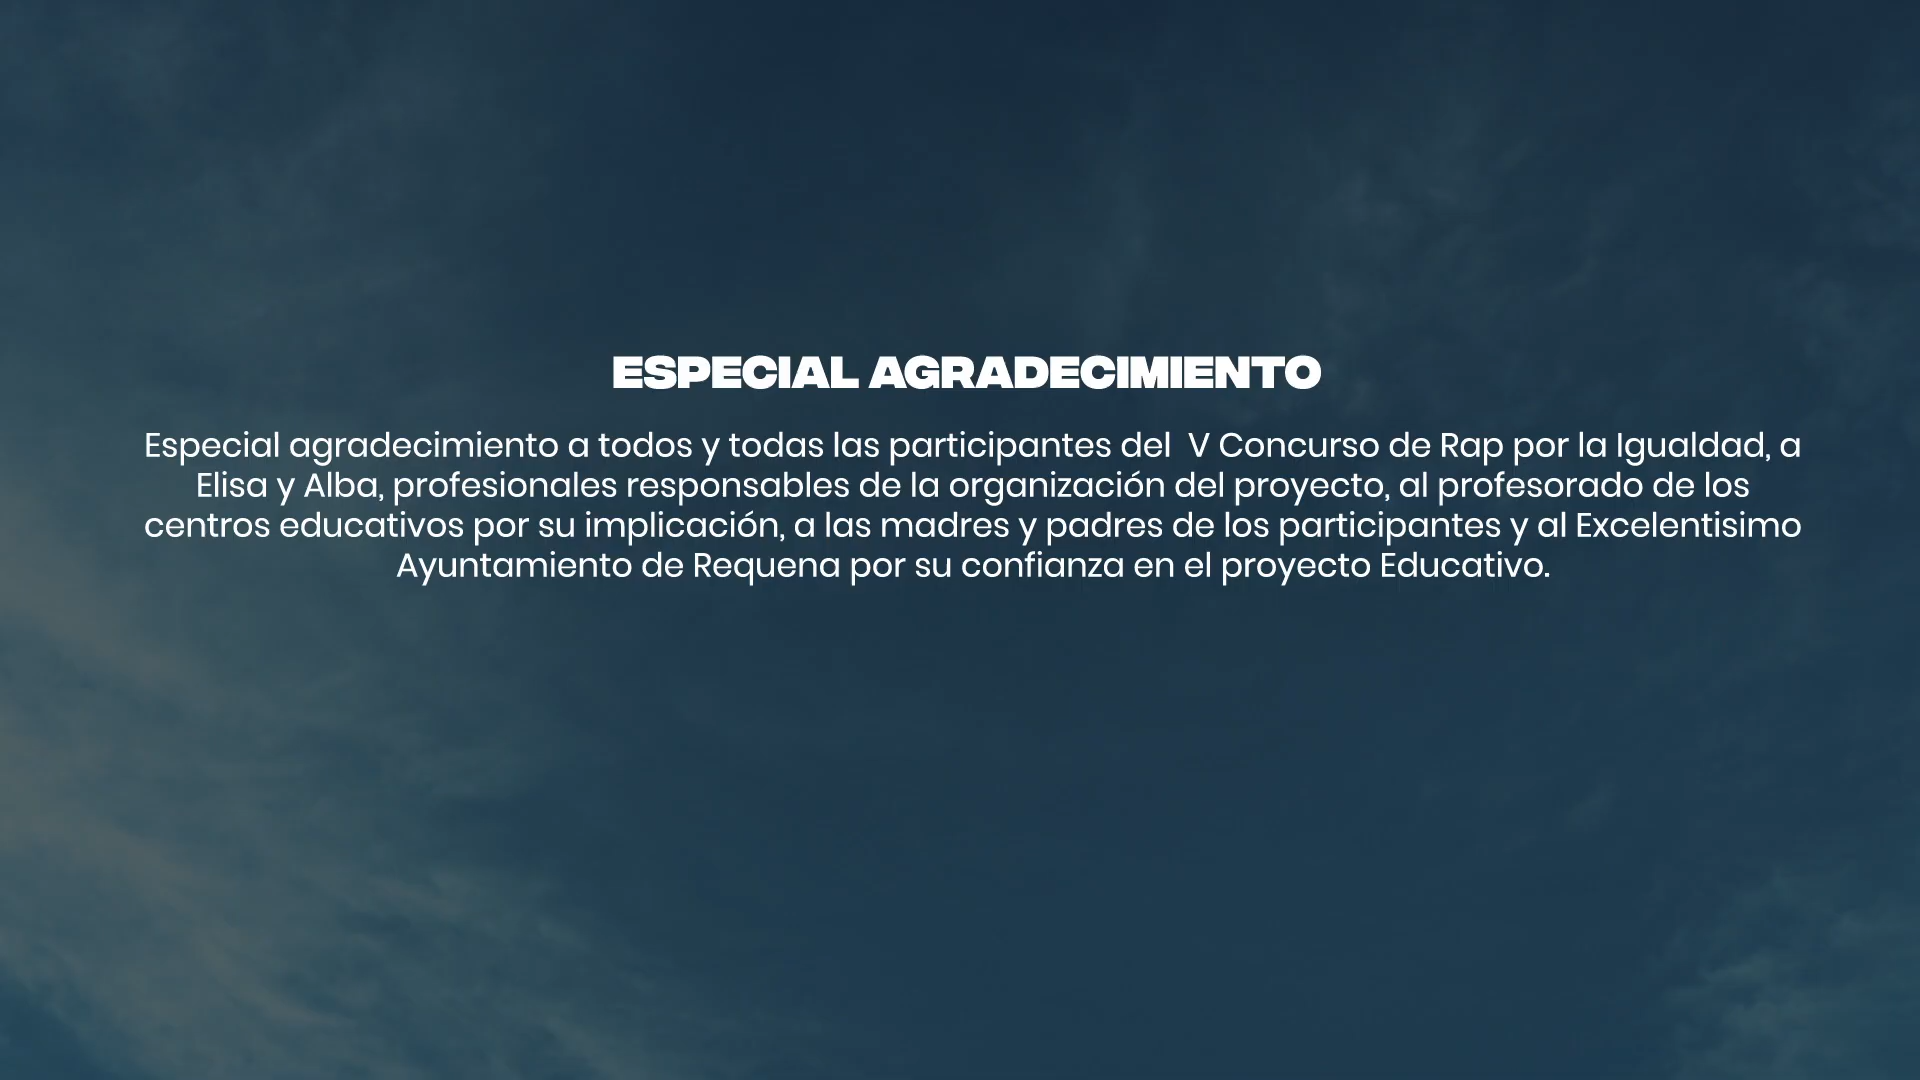 ESPECIAL AGRADECIMIENTO
Especial agradecimiento a todos y todas las participantes del  V Concurso de Rap por la Igualdad, a
Elisa y Alba, profesionales responsables de la organización del proyecto, al profesorado de los
centros educativos por su implicación, a las madres y padres de los participantes y al Excelentisimo
Ayuntamiento de Requena por su confianza en el proyecto Educativo.